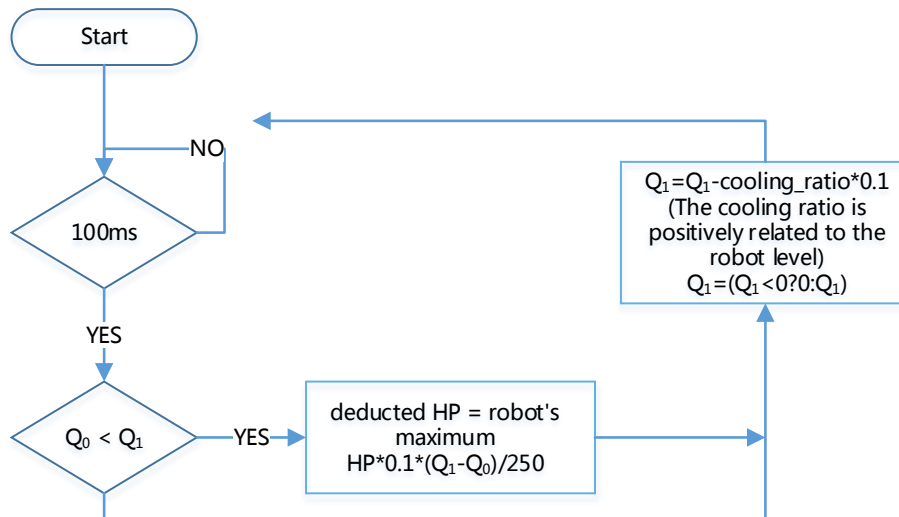 Start
NO
100ms
YES
Q₀ < Q₁
YES
deducted HP = robot's
maximum
HP*0.1*(Q₁-Q₀)/250
Q₁=Q₁-cooling_ratio*0.1
(The cooling ratio is
positively related to the
robot level)
Q₁=(Q₁<0?0:Q₁)